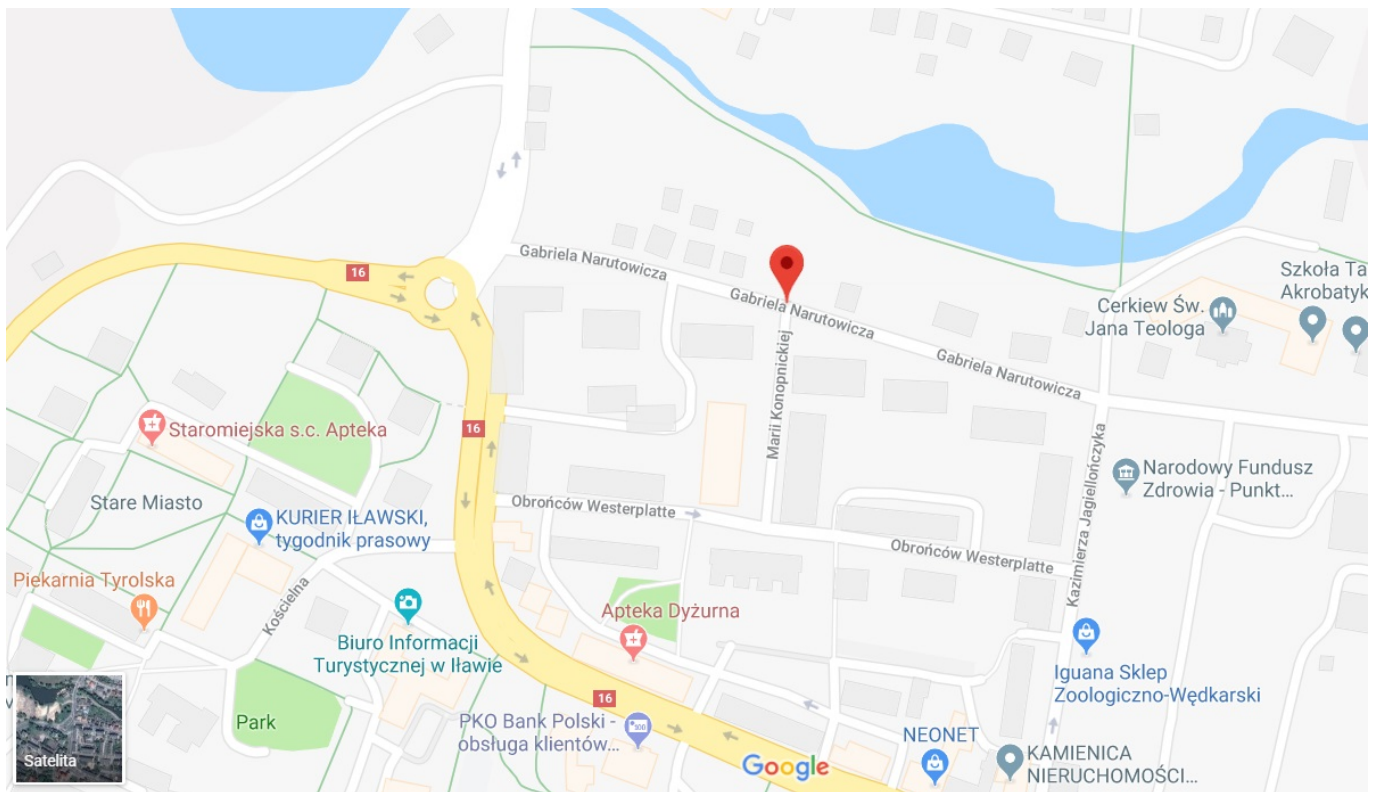 Gabriela Narutowicza
16
Szkoła Ta
Akrobatyk
Gabriela Narutowicza
Cerkiew Św.
Jana Teologa
Gabriela Narutowicza
Marii Konopnickiej
Staromiejska s.c. Apteka
16
Kazimierza Jagiellończyka
Narodowy Fundusz
Zdrowia - Punkt...
Stare Miasto
Obrońców Westerplatte
KURIER IŁAWSKI,
tygodnik prasowy
Obrońców Westerplatte
Piekarnia Tyrolska
Kościelna
Apteka Dyżurna
Biuro Informacji
Turystycznej w Iławie
Iguana Sklep
Zoologiczno-Wędkarski
16
Park
PKO Bank Polski -
obsługa klientów...
NEONET
Satelita
Google
KAMIENICA
NIERUCHOMOŚCI...